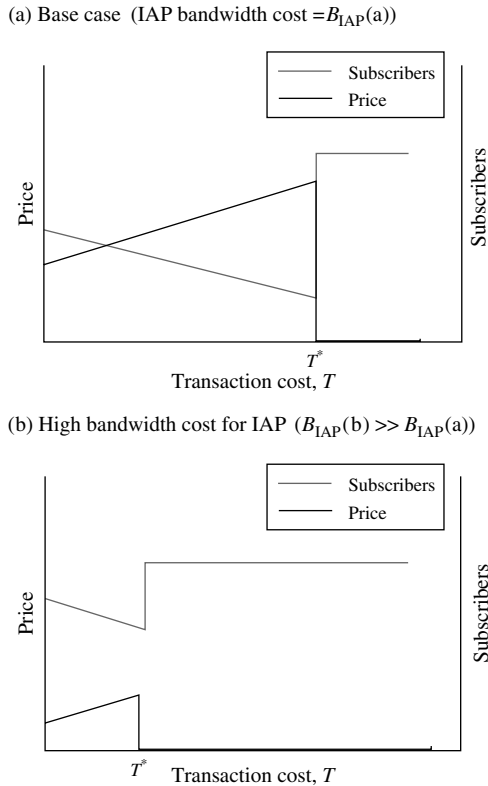 (a) Base case (IAP bandwidth cost =B_IAP(a))
Subscribers
Price
Price
Subscribers
T*
Transaction cost, T
(b) High bandwidth cost for IAP (B_IAP(b) >> B_IAP(a))
Subscribers
Price
Price
Subscribers
T*
Transaction cost, T